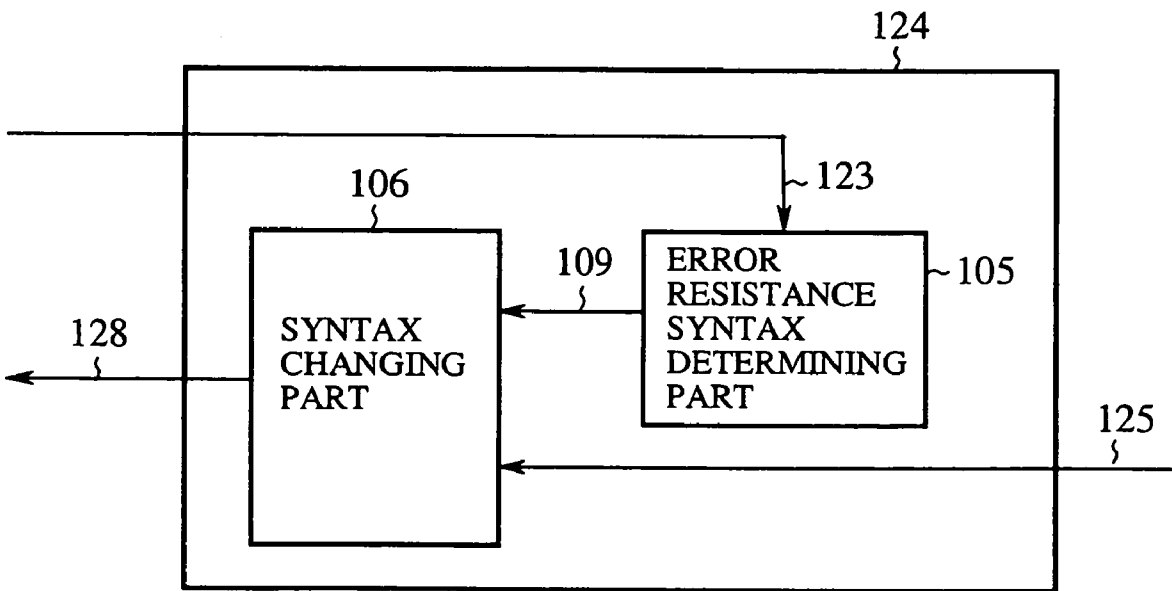 124
123
106
109
ERROR
RESISTANCE
SYNTAX
DETERMINING
PART
105
SYNTAX
CHANGING
PART
128
125